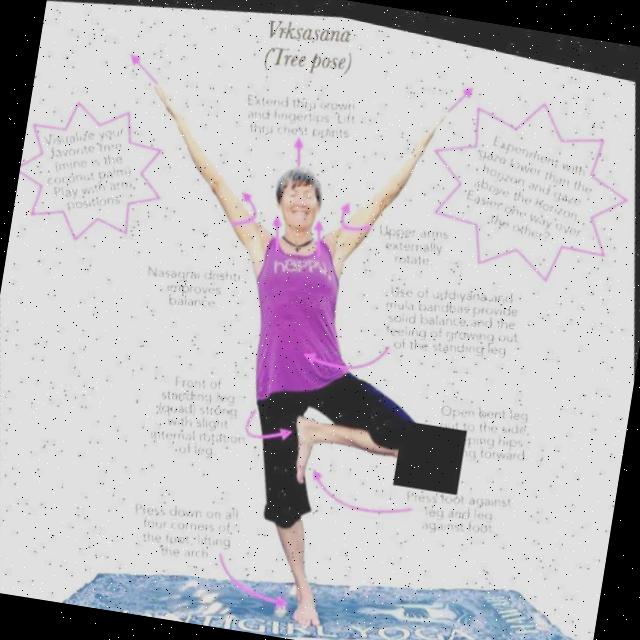 Vrksasana
(Tree pose)
Extend thru crown
and fingertips. Lift
thru chest points
Visualize your
favorite tree
(mine is the
coconut palm).
Play with arm
positions
Experiment with
gaze lower than the
horizon and gaze
above the horizon.
Easier one way over
the other?
Upper arms
externally
rotate
Nasagra drishti
improves
balance
Use of uddiyana and
mula bandhas provide
solid balance and the
feeling of growing out
of the standing leg
Front of
standing leg
(quad) strong
with slight
internal rotation
of leg
Open bent leg
to the side,
hips
forward
Press foot against
leg and leg
against foot
Press down on all
four corners of
the foot, lifting
the arch
YOGA